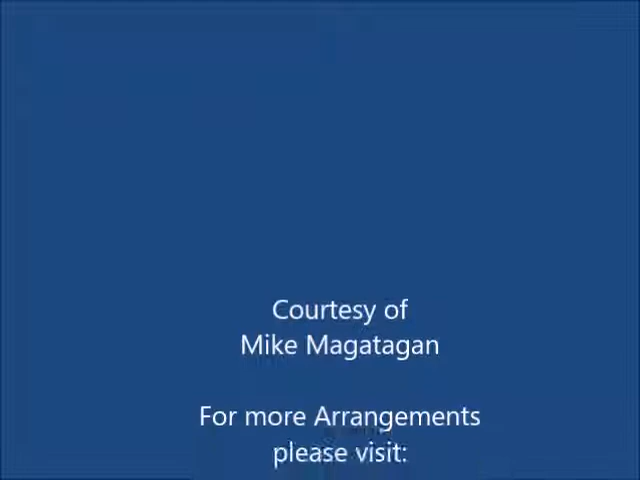 Courtesy of
Mike Magatagan
For more Arrangements
please visit: